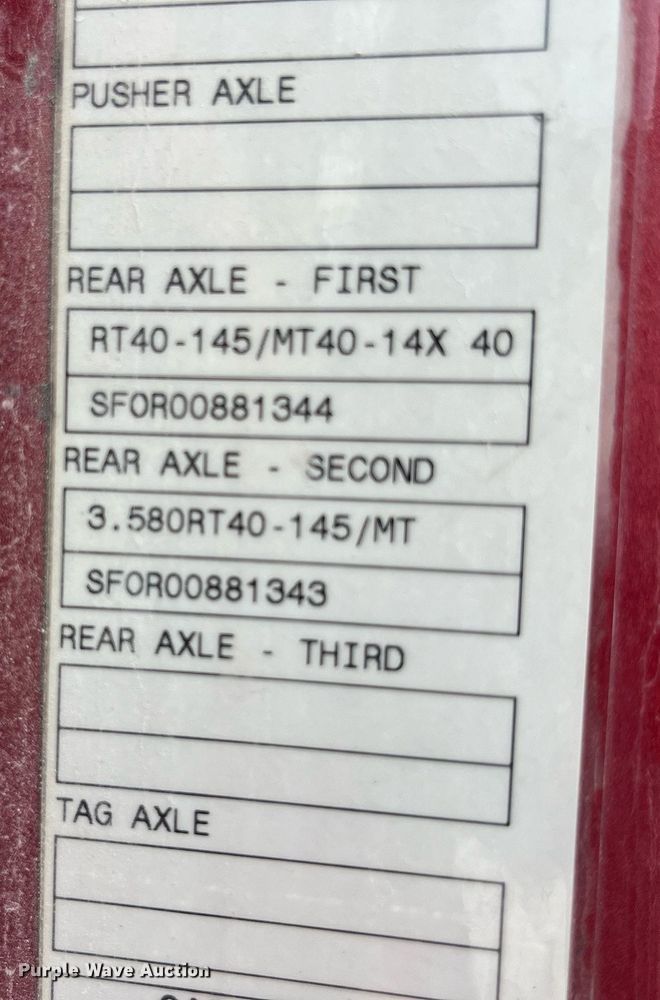 PUSHER AXLE
REAR AXLE - FIRST
RT40-145/MT40-14X 40
SFOR00881344
REAR AXLE - SECOND
3.580RT40-145/MT
SFOR00881343
REAR AXLE - THIRD
TAG AXLE
Purple Wave Auction